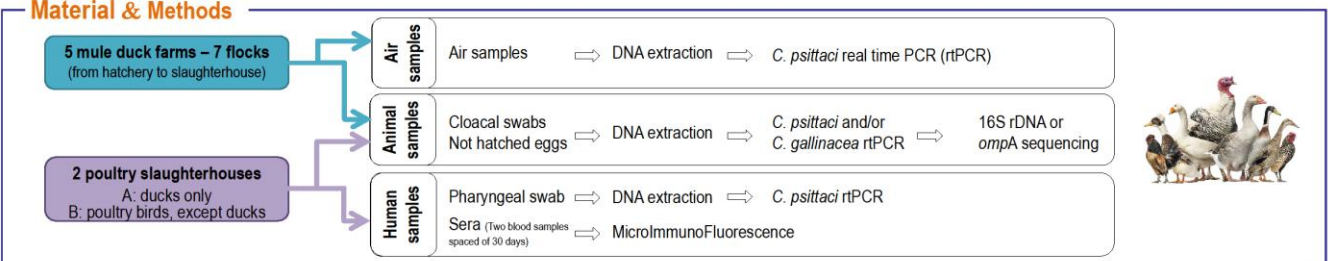 Material & Methods
5 mule duck farms – 7 flocks
(from hatchery to slaughterhouse)
Air samples
Air samples ⇨ DNA extraction ⇨ C. psittaci real time PCR (rtPCR)
2 poultry slaughterhouses
A: ducks only
B: poultry birds, except ducks
Animal samples
Cloacal swabs
Not hatched eggs
⇨ DNA extraction ⇨
C. psittaci and/or
C. gallinacea rtPCR
⇨
16S rDNA or
ompA sequencing
Human samples
Pharyngeal swab ⇨ DNA extraction ⇨ C. psittaci rtPCR
Sera (Two blood samples
spaced of 30 days)
⇨ MicroImmunoFluorescence